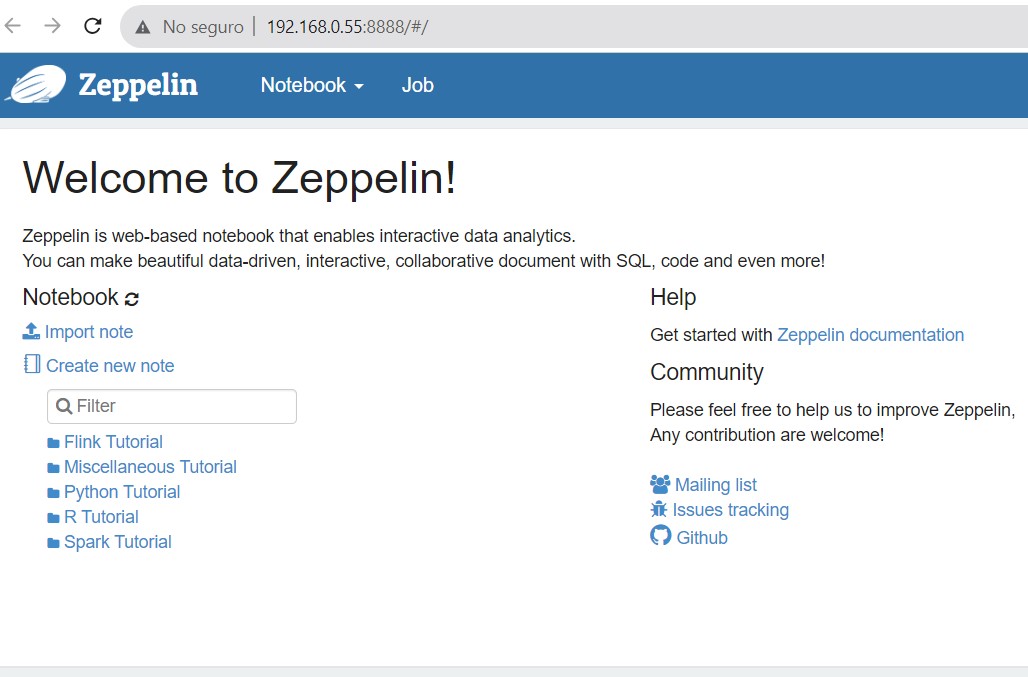 No seguro | 192.168.0.55:8888/#/
Zeppelin Notebook Job
Welcome to Zeppelin!
Zeppelin is web-based notebook that enables interactive data analytics.
You can make beautiful data-driven, interactive, collaborative document with SQL, code and even more!
Notebook
Import note
Create new note
Filter
Flink Tutorial
Miscellaneous Tutorial
Python Tutorial
R Tutorial
Spark Tutorial
Help
Get started with Zeppelin documentation
Community
Please feel free to help us to improve Zeppelin,
Any contribution are welcome!
Mailing list
Issues tracking
Github